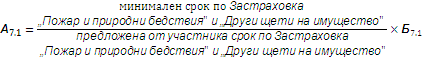 минимален срок по Застраховка
„Пожар и природни бедствия" и „Други щети на имущество"
А7.1 = × Б7.1
предложена от участника срок по Застраховка
„Пожар и природни бедствия" и „Други щети на имущество"